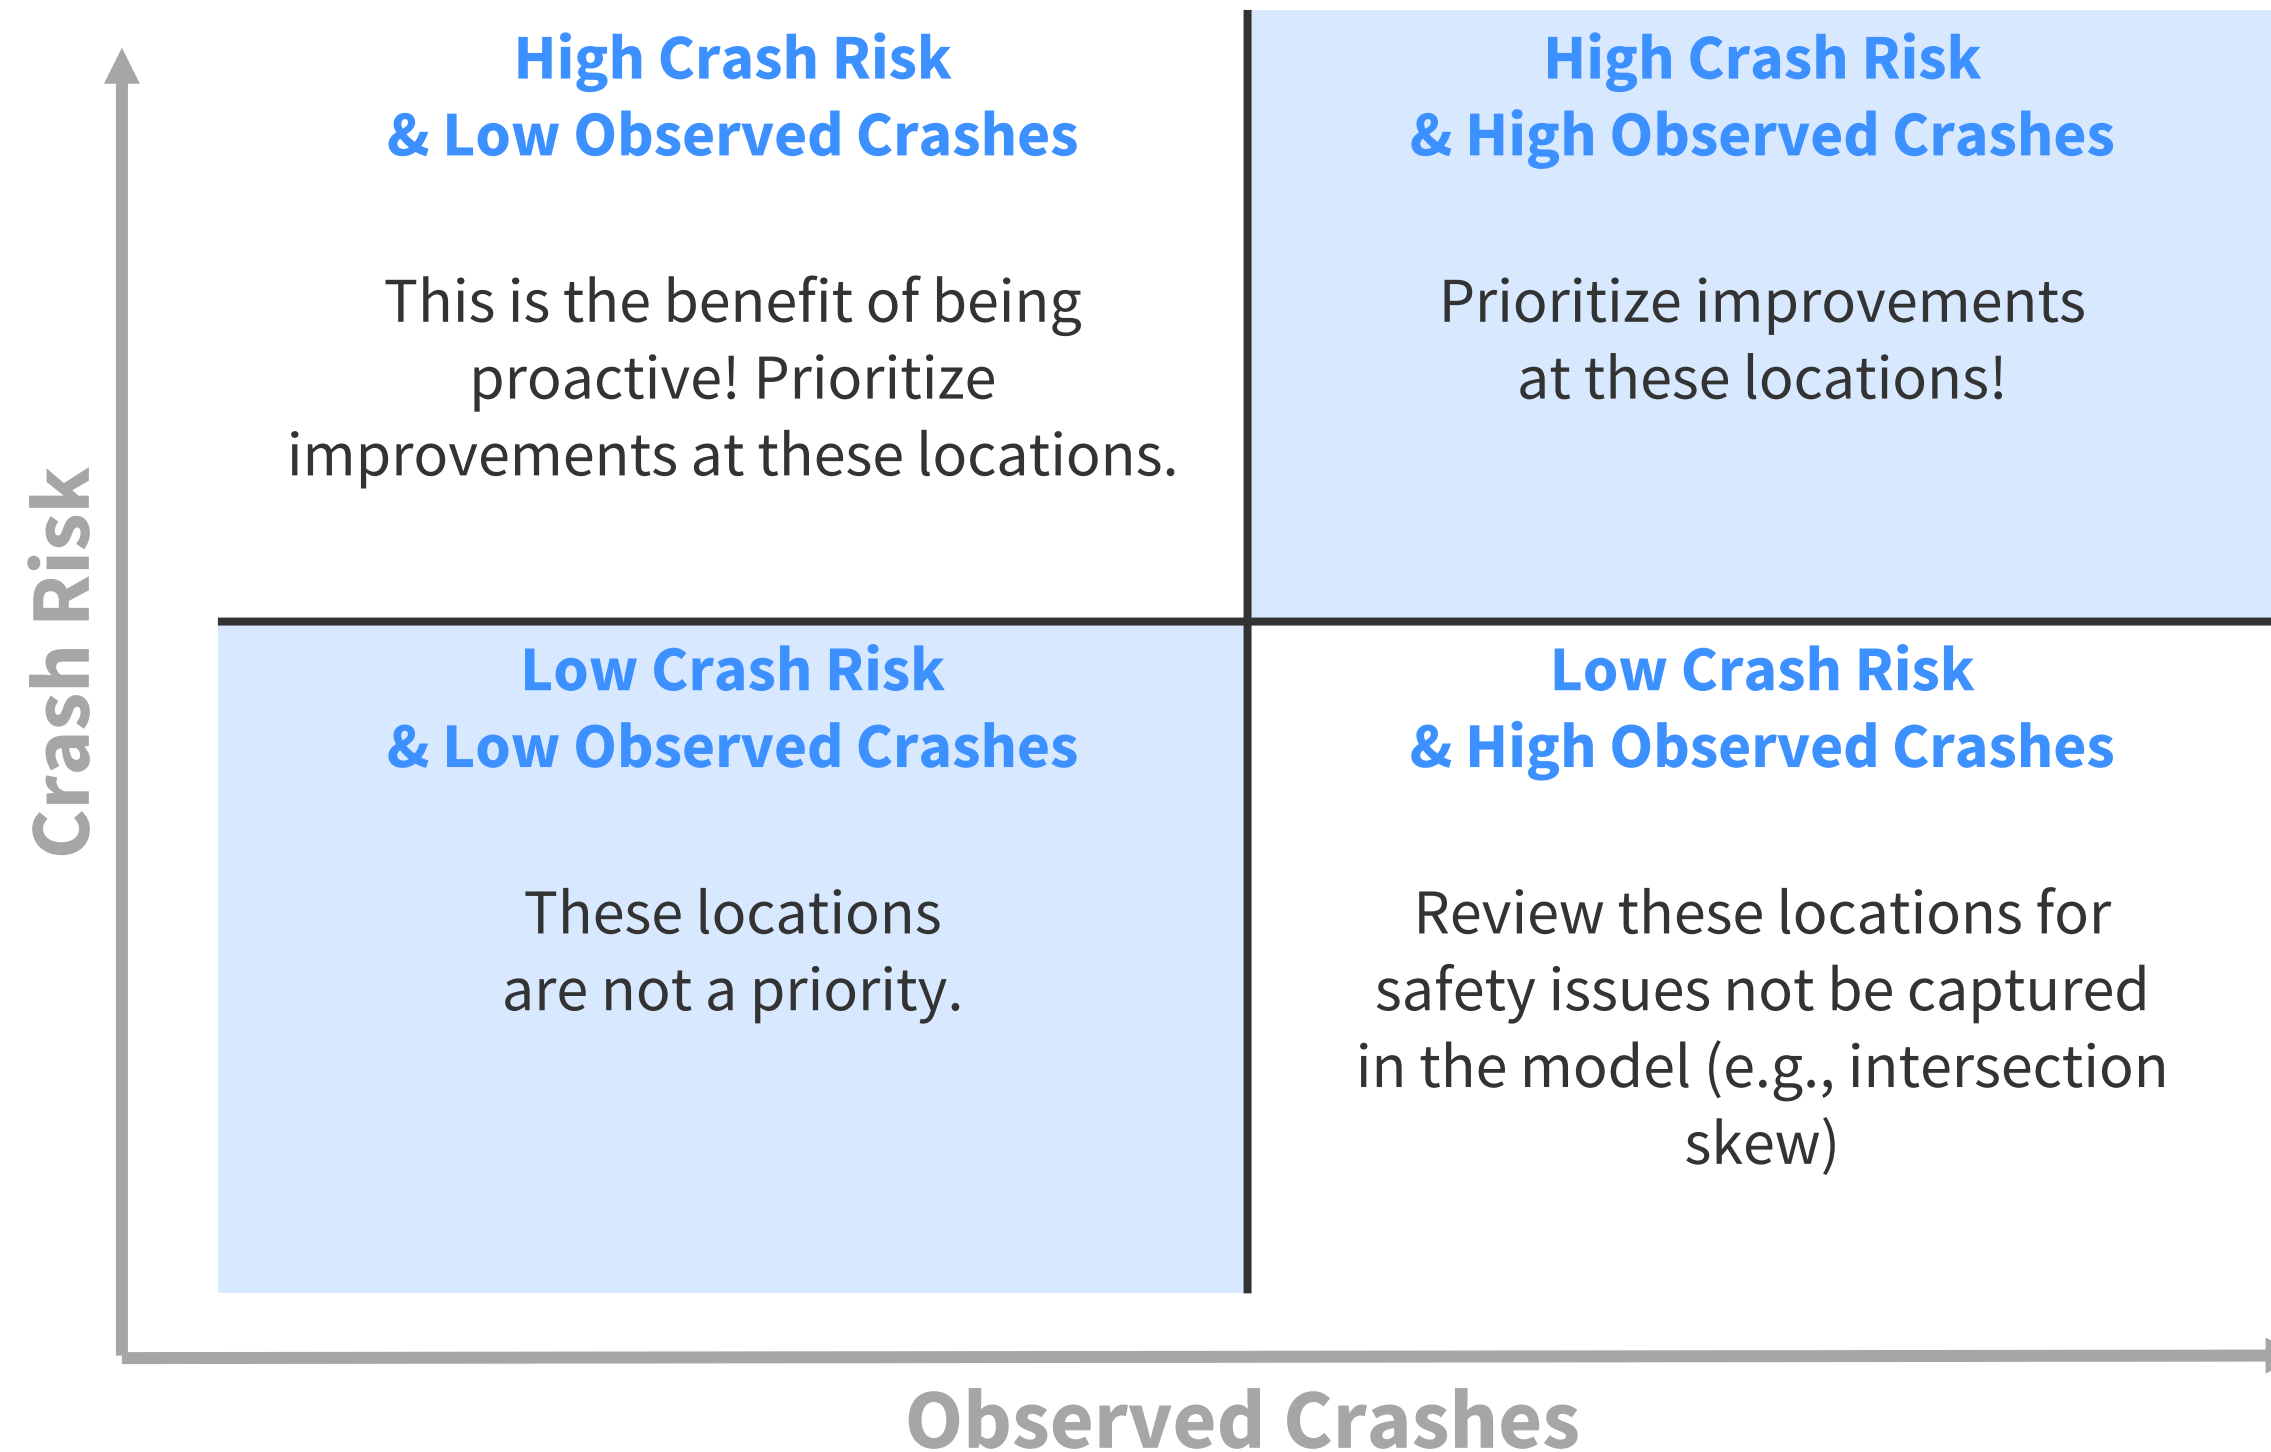 High Crash Risk
& Low Observed Crashes
This is the benefit of being
proactive! Prioritize
improvements at these locations.
High Crash Risk
& High Observed Crashes
Prioritize improvements
at these locations!
Crash Risk
Low Crash Risk
& Low Observed Crashes
These locations
are not a priority.
Low Crash Risk
& High Observed Crashes
Review these locations for
safety issues not be captured
in the model (e.g., intersection
skew)
Observed Crashes